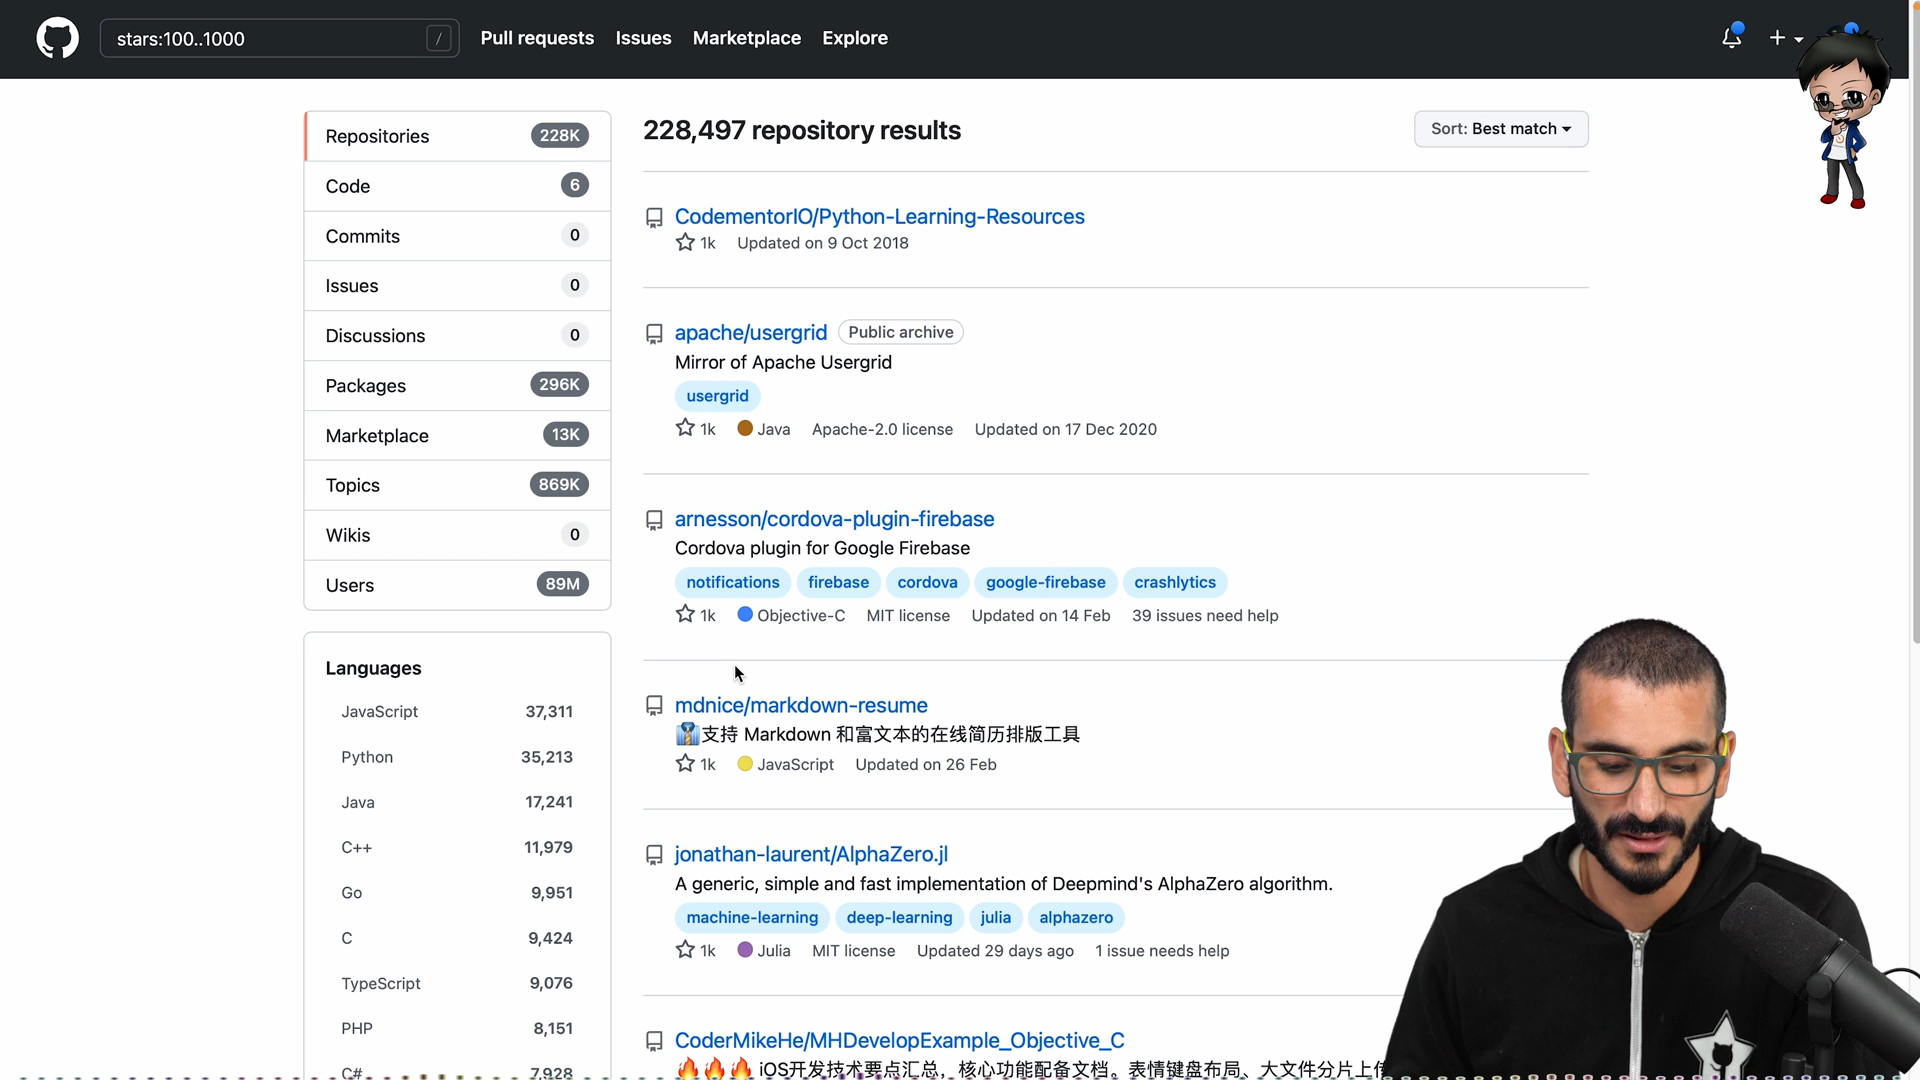 stars:100..1000 /
Pull requests Issues Marketplace Explore
Repositories 228K
Code 6
Commits 0
Issues 0
Discussions 0
Packages 296K
Marketplace 13K
Topics 869K
Wikis 0
Users 89M
Languages
JavaScript 37,311
Python 35,213
Java 17,241
C++ 11,979
Go 9,951
C 9,424
TypeScript 9,076
PHP 8,151
C# 7,928
228,497 repository results
Sort: Best match
CodementorIO/Python-Learning-Resources
1k Updated on 9 Oct 2018
apache/usergrid Public archive
Mirror of Apache Usergrid
usergrid
1k Java Apache-2.0 license Updated on 17 Dec 2020
arnesson/cordova-plugin-firebase
Cordova plugin for Google Firebase
notifications firebase cordova google-firebase crashlytics
1k Objective-C MIT license Updated on 14 Feb 39 issues need help
mdnice/markdown-resume
👔支持 Markdown 和富文本的在线简历排版工具
1k JavaScript Updated on 26 Feb
jonathan-laurent/AlphaZero.jl
A generic, simple and fast implementation of Deepmind's AlphaZero algorithm.
machine-learning deep-learning julia alphazero
1k Julia MIT license Updated 29 days ago 1 issue needs help
CoderMikeHe/MHDevelopExample_Objective_C
🔥🔥🔥 iOS开发技术要点汇总，核心功能配备文档。表情键盘布局、大文件分片上传